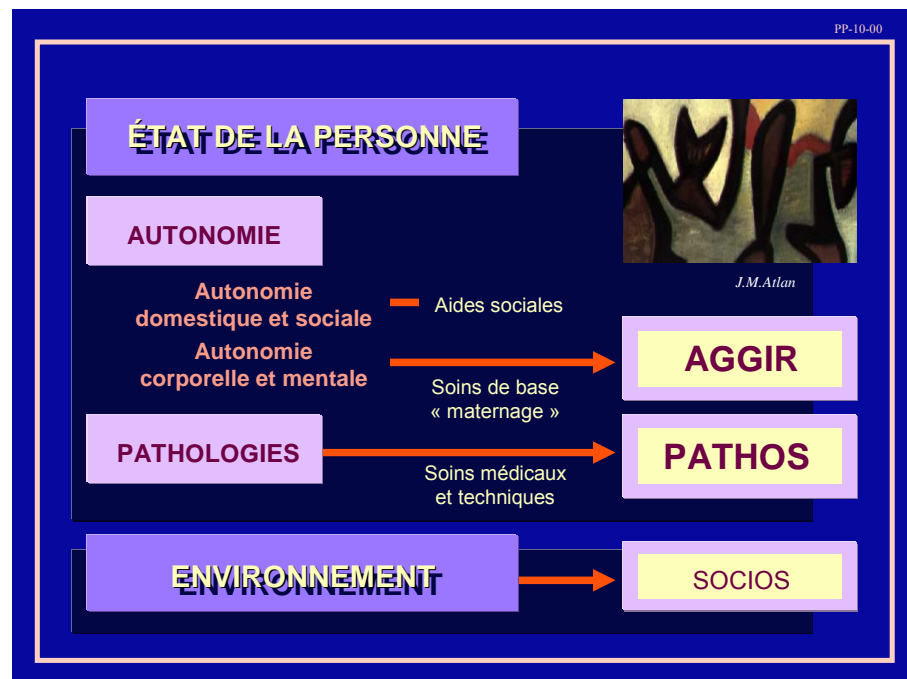 PP-10-00
ÉTAT DE LA PERSONNE
AUTONOMIE
J.M.Atlan
Autonomie
domestique et sociale
Aides sociales
Autonomie
corporelle et mentale
AGGIR
Soins de base
« maternage »
PATHOLOGIES
PATHOS
Soins médicaux
et techniques
ENVIRONNEMENT
SOCIOS